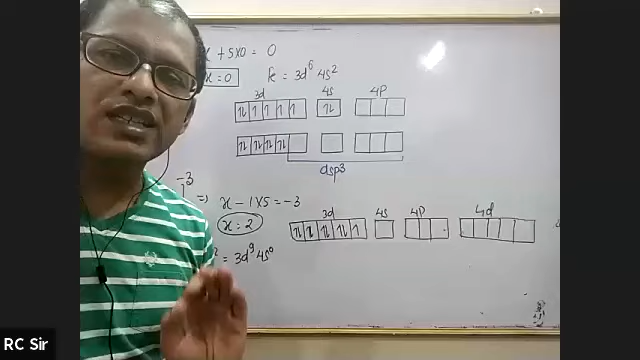 x + 5x0 = 0
x = 0
Fe = 3d⁶ 4s²
3d 4s 4p
dsp3
-3
⇒ x - 1x5 = -3
x = 2
= 3d⁹ 4s⁰
3d 4s 4p 4d
RC Sir